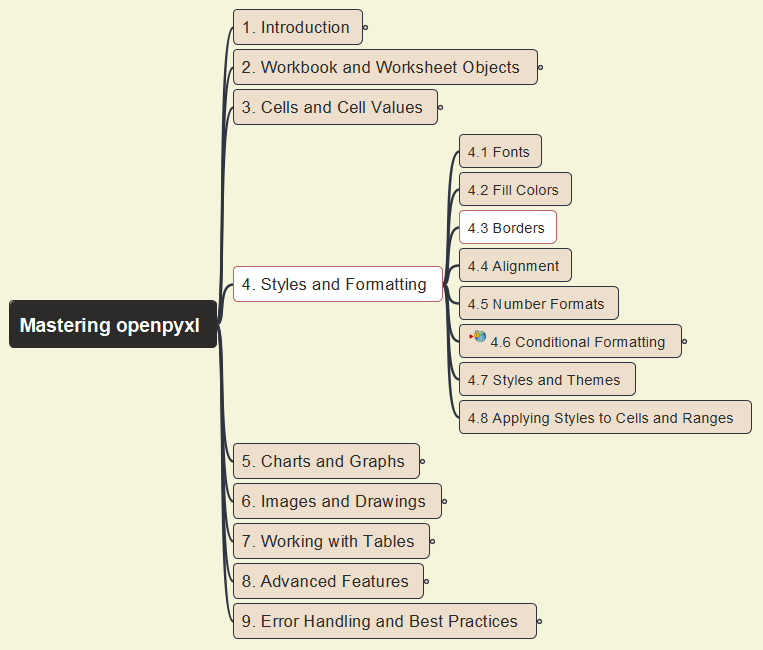 1. Introduction
2. Workbook and Worksheet Objects
3. Cells and Cell Values
4.1 Fonts
4.2 Fill Colors
4.3 Borders
4. Styles and Formatting
4.4 Alignment
4.5 Number Formats
Mastering openpyxl
4.6 Conditional Formatting
4.7 Styles and Themes
4.8 Applying Styles to Cells and Ranges
5. Charts and Graphs
6. Images and Drawings
7. Working with Tables
8. Advanced Features
9. Error Handling and Best Practices